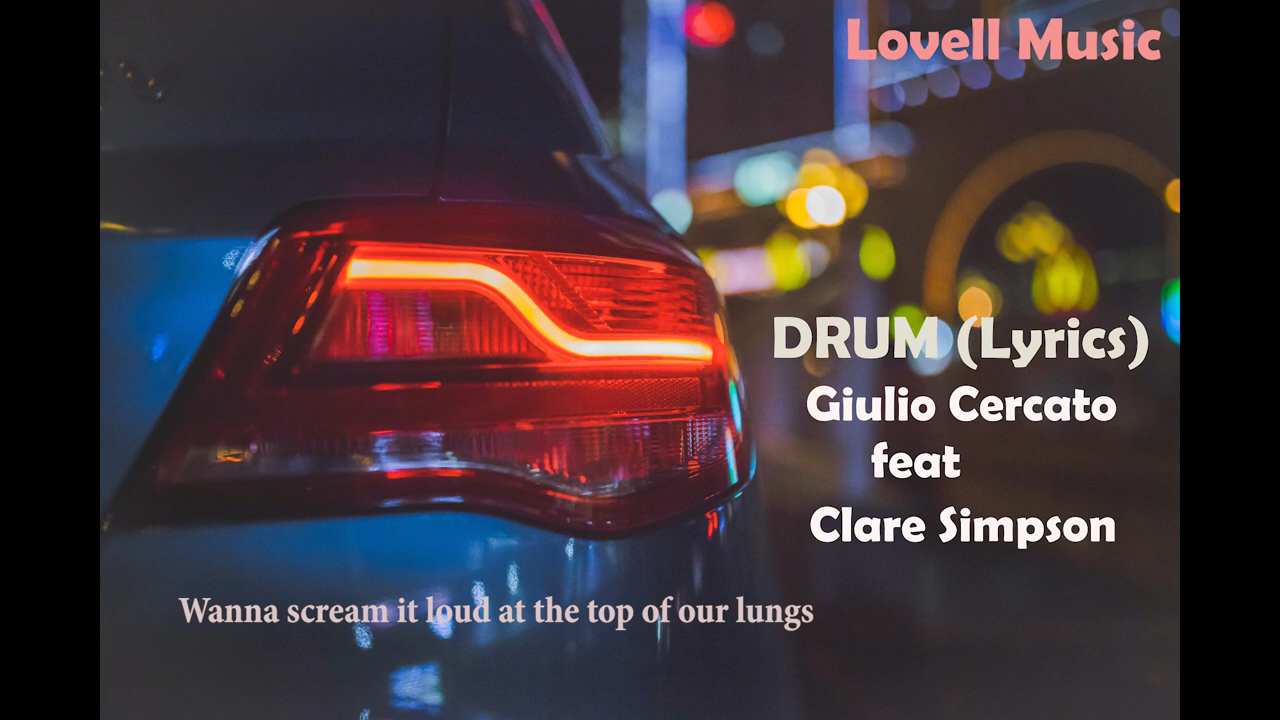 Lovell Music
DRUM (Lyrics)
Giulio Cercato
feat
Clare Simpson
Wanna scream it loud at the top of our lungs